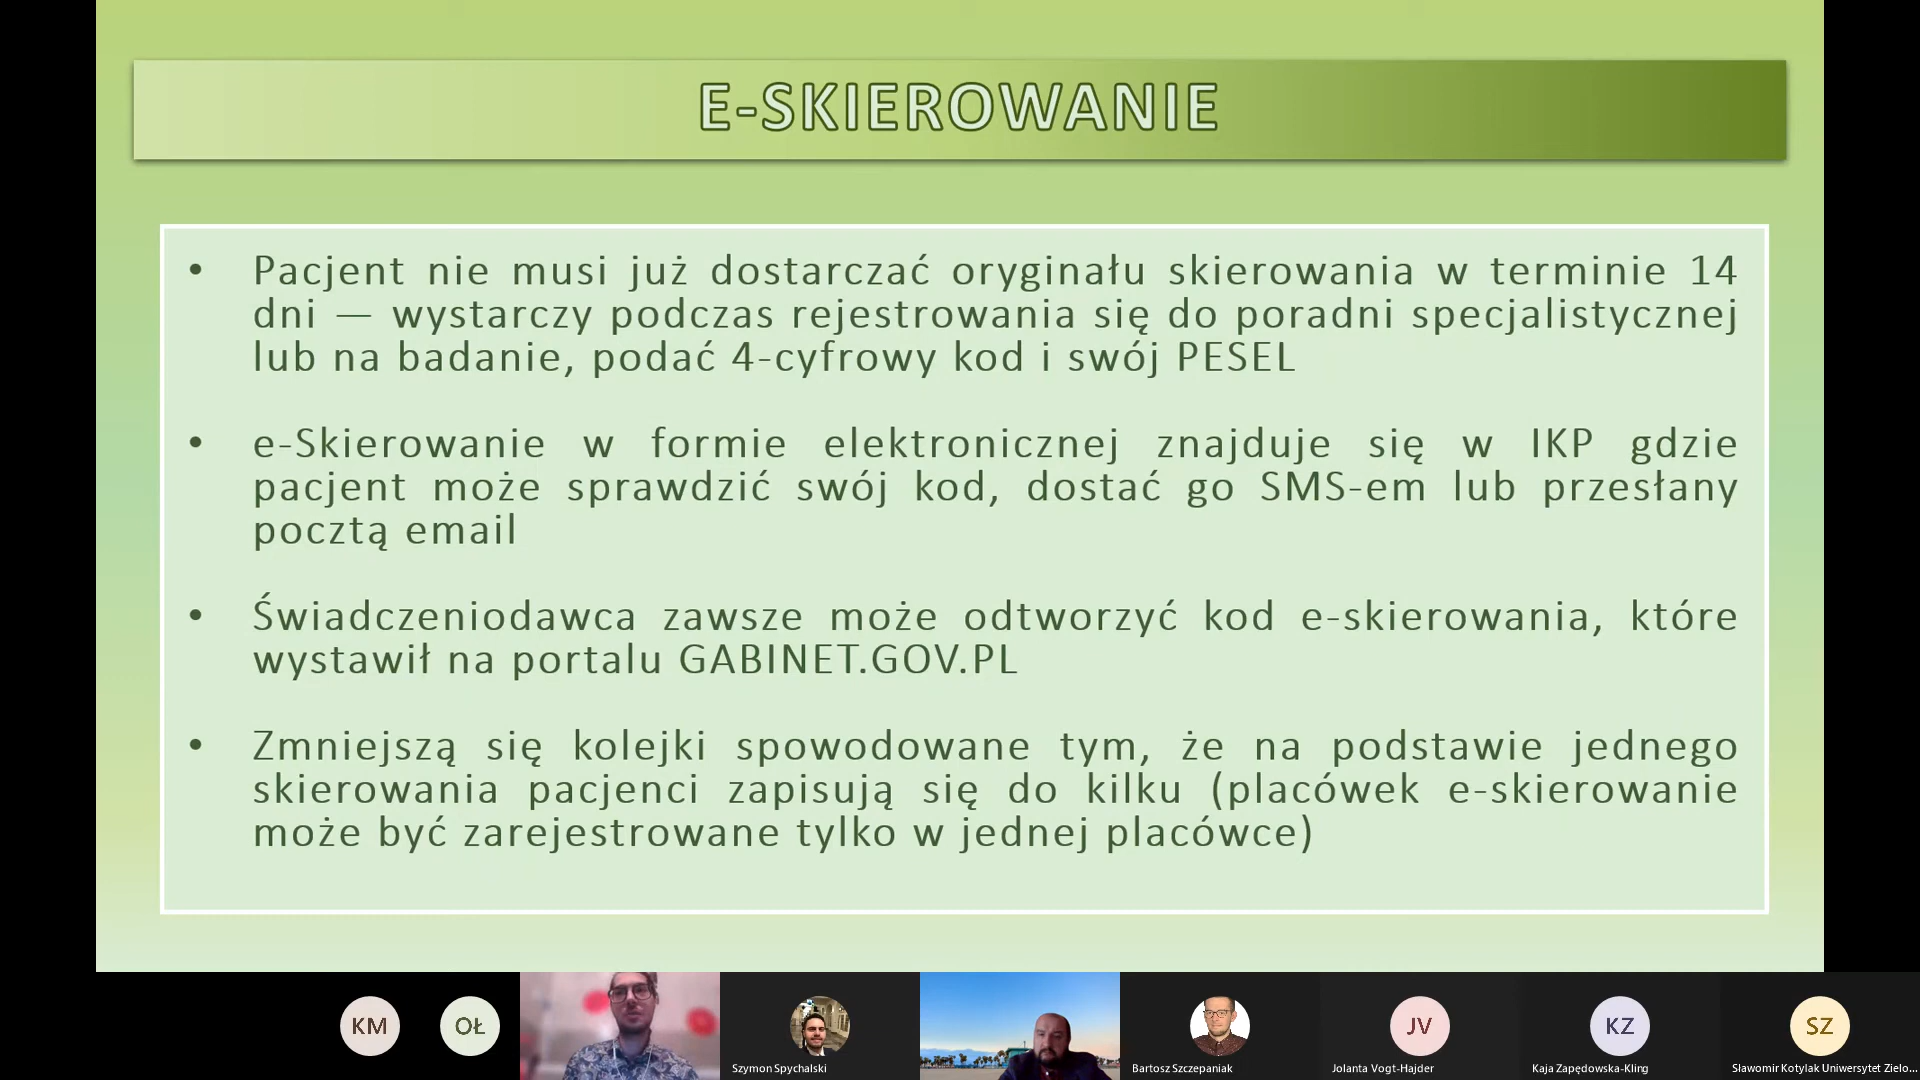 E-SKIEROWANIE
• Pacjent nie musi już dostarczać oryginału skierowania w terminie 14
dni — wystarczy podczas rejestrowania się do poradni specjalistycznej
lub na badanie, podać 4-cyfrowy kod i swój PESEL
• e-Skierowanie w formie elektronicznej znajduje się w IKP gdzie
pacjent może sprawdzić swój kod, dostać go SMS-em lub przesłany
pocztą email
• Świadczeniodawca zawsze może odtworzyć kod e-skierowania, które
wystawił na portalu GABINET.GOV.PL
• Zmniejszą się kolejki spowodowane tym, że na podstawie jednego
skierowania pacjenci zapisują się do kilku (placówek e-skierowanie
może być zarejestrowane tylko w jednej placówce)
KM
OŁ
Szymon Spychalski
Bartosz Szczepaniak
JV
Jolanta Vogt-Hajder
KZ
Kaja Zapędowska-Kling
SZ
Sławomir Kotylak Uniwersytet Zielo...